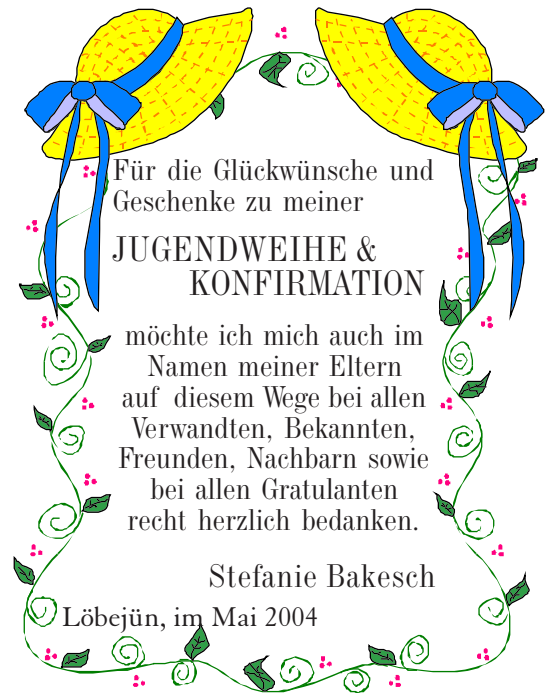 Für die Glückwünsche und
Geschenke zu meiner
JUGENDWEIHE &
KONFIRMATION
möchte ich mich auch im
Namen meiner Eltern
auf diesem Wege bei allen
Verwandten, Bekannten,
Freunden, Nachbarn sowie
bei allen Gratulanten
recht herzlich bedanken.
Stefanie Bakesch
Löbejün, im Mai 2004